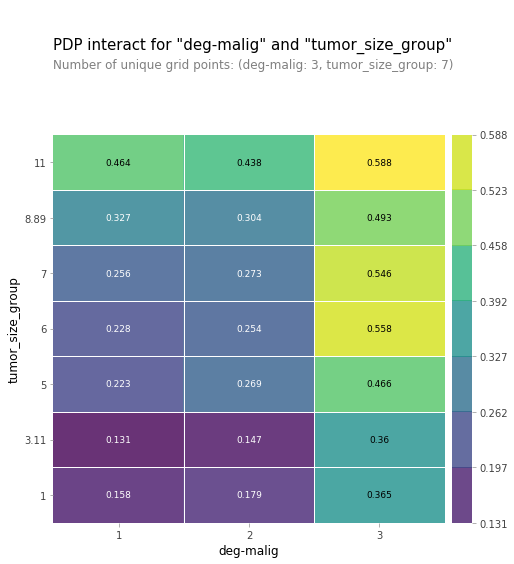 PDP interact for "deg-malig" and "tumor_size_group"
Number of unique grid points: (deg-malig: 3, tumor_size_group: 7)
0.588
11 0.464 0.438 0.588
0.523
8.89 0.327 0.304 0.493
0.458
7 0.256 0.273 0.546
0.392
6 0.228 0.254 0.558
0.327
5 0.223 0.269 0.466
0.262
3.11 0.131 0.147 0.36
0.197
1 0.158 0.179 0.365
0.131
tumor_size_group
1 2 3
deg-malig